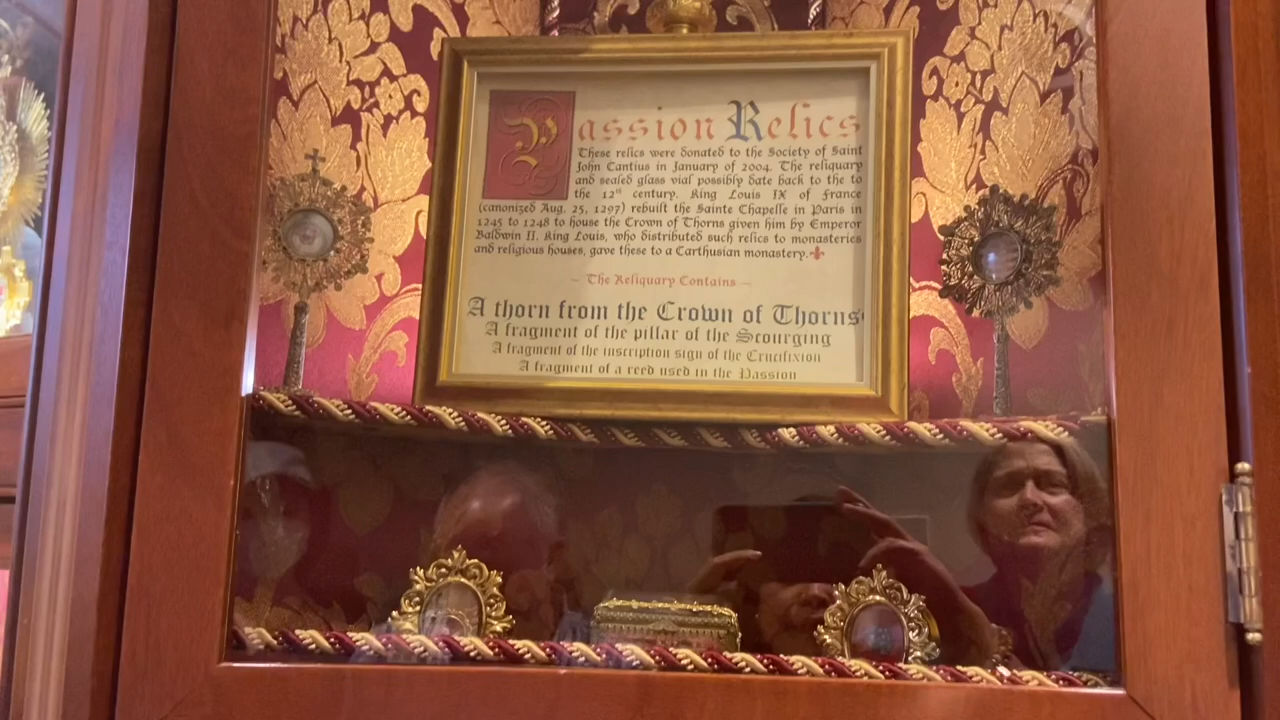 Passion Relics
These relics were donated to the Society of Saint
John Cantius in January of 2004. The reliquary
and sealed glass vial possibly date back to the to
the 12th century. King Louis IX of France
(canonized Aug. 25, 1297) rebuilt the Sainte Chapelle in Paris in
1245 to 1248 to house the Crown of Thorns given him by Emperor
Baldwin II. King Louis, who distributed such relics to monasteries
and religious houses, gave these to a Carthusian monastery.
~ The Reliquary Contains ~
A thorn from the Crown of Thorns
A fragment of the pillar of the Scourging
A fragment of the inscription sign of the Crucifixion
A fragment of a reed used in the Passion